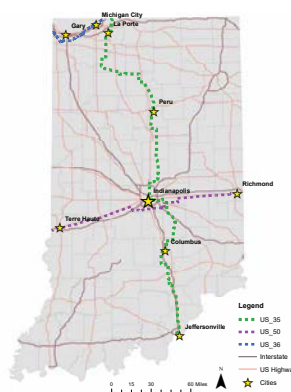 Michigan City
La Porte
Gary
Peru
Indianapolis
Richmond
Terre Haute
Columbus
Jeffersonville
Legend
US_35
US_50
US_36
Interstate
US Highw
Cities
N
0 15 30 60 Miles